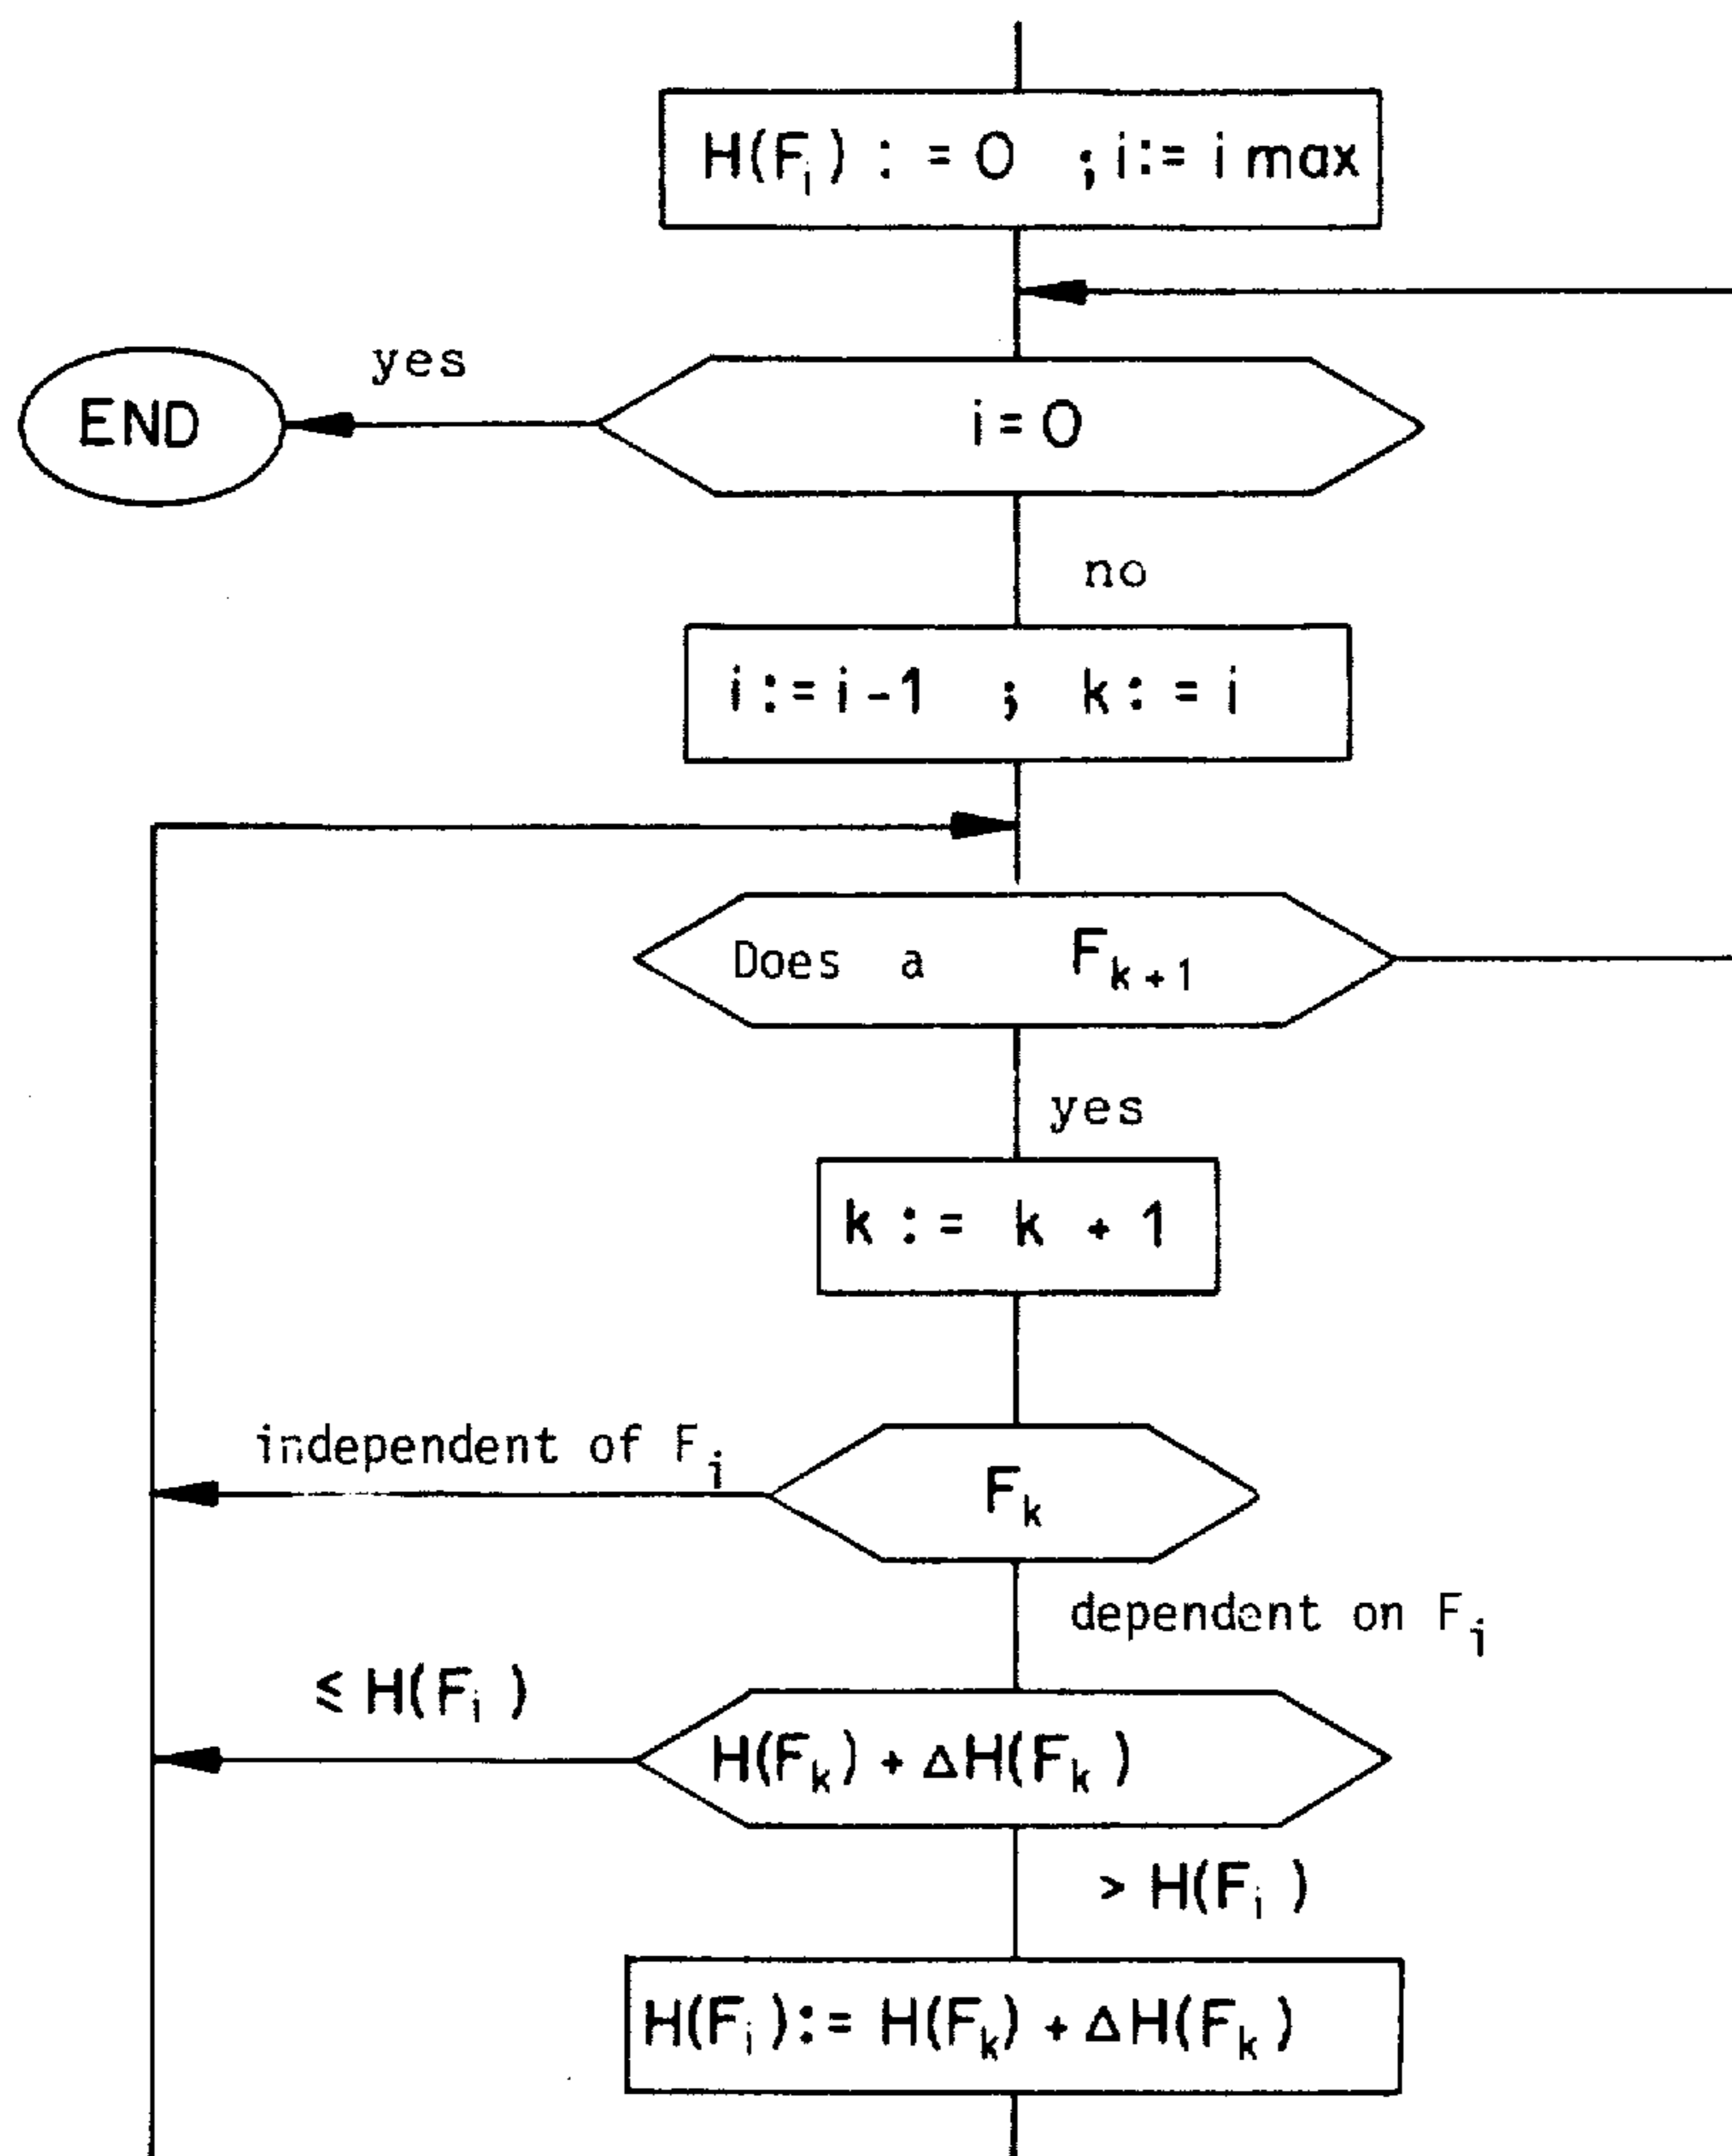 H(Fi) := 0 ; i:= i max
yes
END
i = 0
no
i := i - 1 ; k := i
Does a Fk+1
yes
k := k + 1
independent of Fi
Fk
dependent on Fi
≤ H(Fi)
H(Fk) + ΔH(Fk)
> H(Fi)
H(Fi) := H(Fk) + ΔH(Fk)